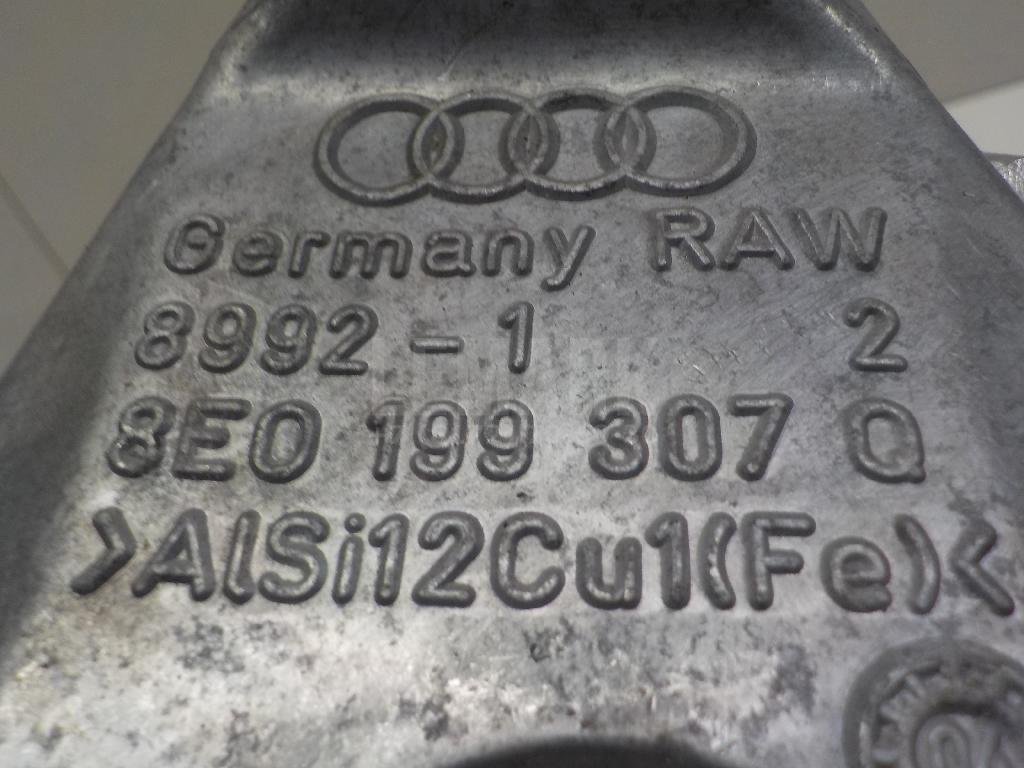 Germany RAW
8992-1 2
8E0 199 307 Q
>AlSi12Cu1(Fe)<